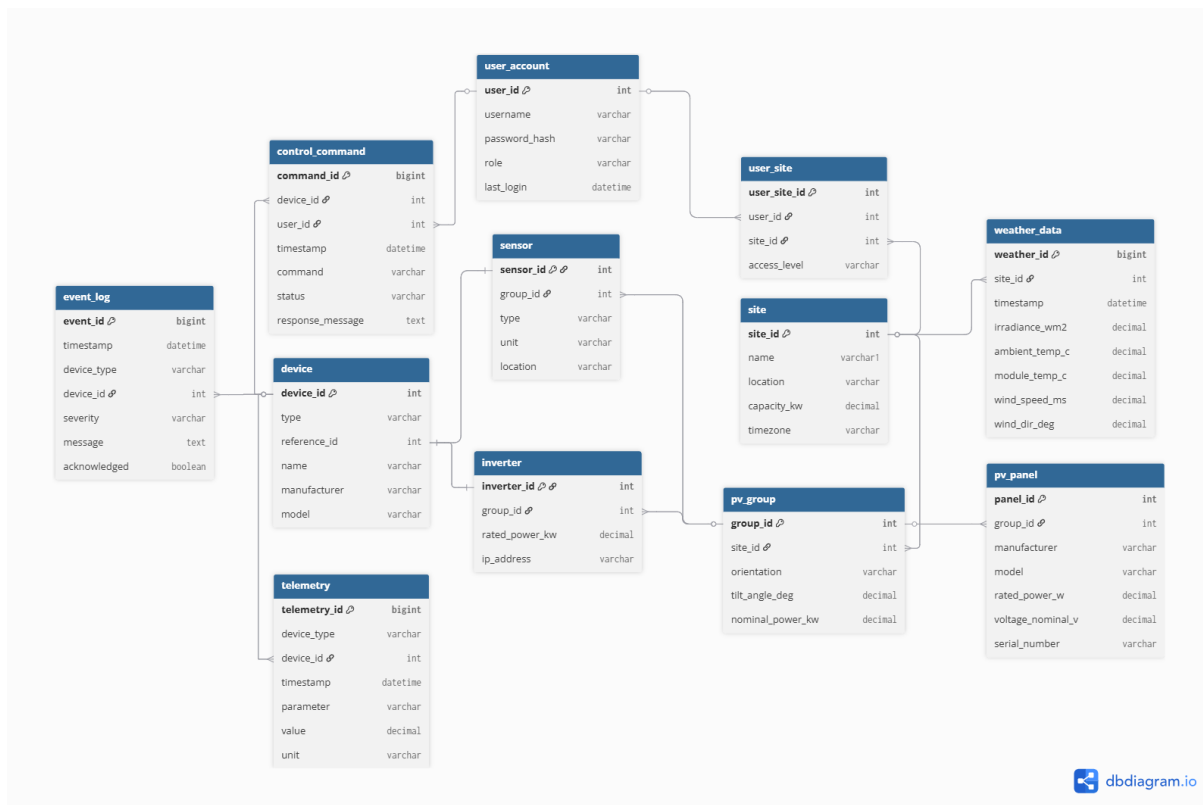 user_account
user_id int
username varchar
password_hash varchar
role varchar
last_login datetime
control_command
command_id bigint
device_id int
user_id int
timestamp datetime
command varchar
status varchar
response_message text
user_site
user_site_id int
user_id int
site_id int
access_level varchar
sensor
sensor_id int
group_id int
type varchar
unit varchar
location varchar
weather_data
weather_id bigint
site_id int
timestamp datetime
irradiance_wm2 decimal
ambient_temp_c decimal
module_temp_c decimal
wind_speed_ms decimal
wind_dir_deg decimal
event_log
event_id bigint
timestamp datetime
device_type varchar
device_id int
severity varchar
message text
acknowledged boolean
site
site_id int
name varchar1
location varchar
capacity_kw decimal
timezone varchar
device
device_id int
type varchar
reference_id int
name varchar
manufacturer varchar
model varchar
inverter
inverter_id int
group_id int
rated_power_kw decimal
ip_address varchar
pv_group
group_id int
site_id int
orientation varchar
tilt_angle_deg decimal
nominal_power_kw decimal
pv_panel
panel_id int
group_id int
manufacturer varchar
model varchar
rated_power_w decimal
voltage_nominal_v decimal
serial_number varchar
telemetry
telemetry_id bigint
device_type varchar
device_id int
timestamp datetime
parameter varchar
value decimal
unit varchar
dbdiagram.io